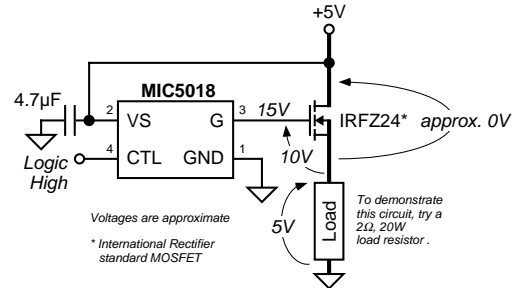 +5V
MIC5018
4.7µF
2
VS
G
3
15V
IRFZ24*
approx. 0V
4
CTL
GND
1
10V
Logic
High
Voltages are approximate
* International Rectifier
standard MOSFET
5V
Load
To demonstrate
this circuit, try a
2Ω, 20W
load resistor .